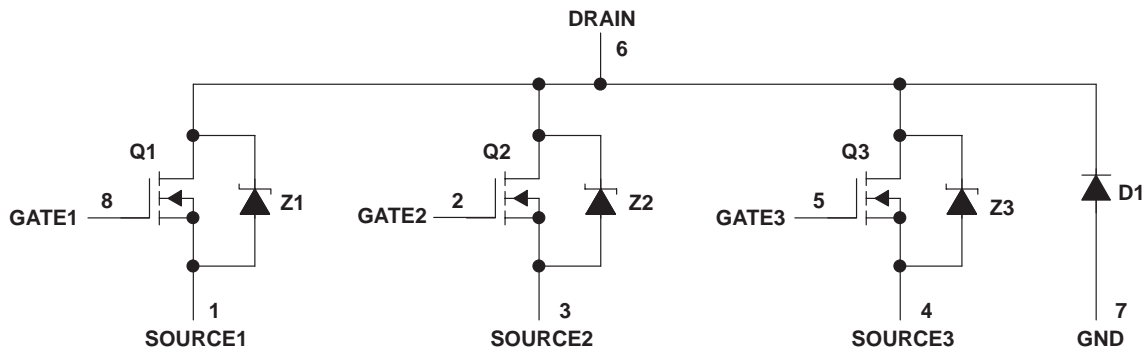 DRAIN
6
Q1
Q2
Q3
8
2
5
D1
GATE1
Z1
GATE2
Z2
GATE3
Z3
1
3
4
7
SOURCE1
SOURCE2
SOURCE3
GND